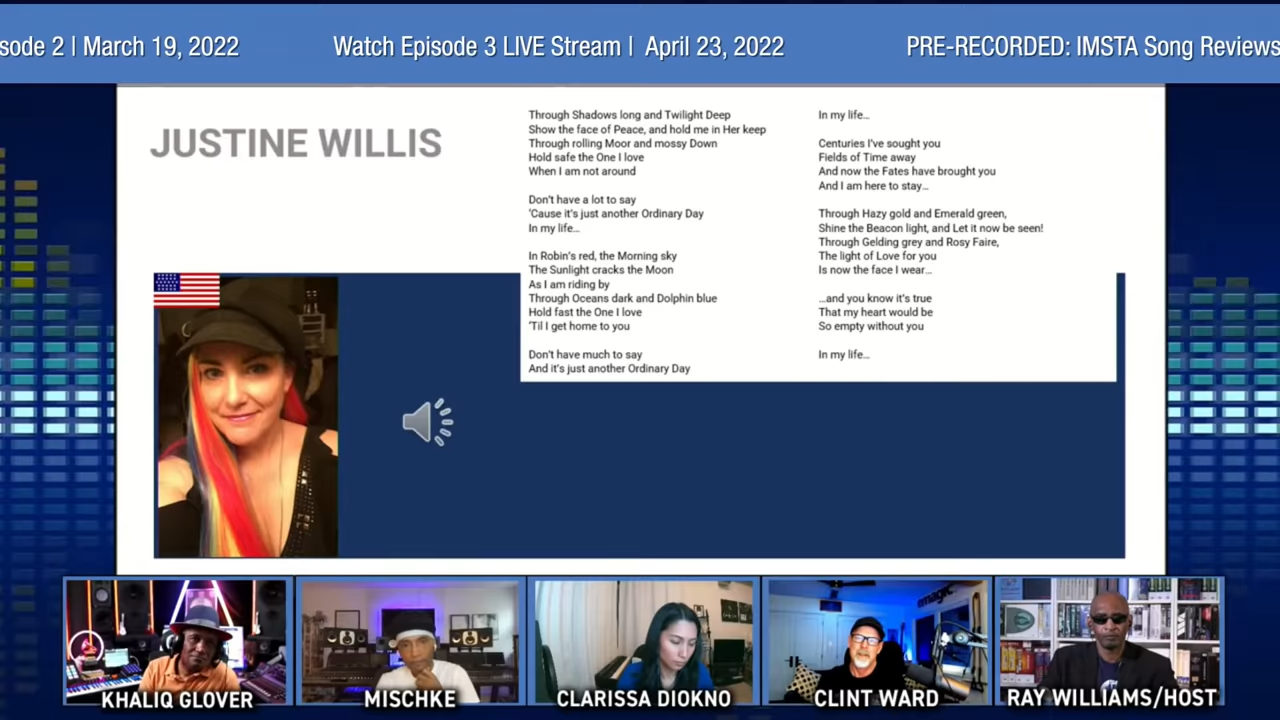 sode 2 | March 19, 2022
Watch Episode 3 LIVE Stream | April 23, 2022
PRE-RECORDED: IMSTA Song Reviews
JUSTINE WILLIS
Through Shadows long and Twilight Deep
Show the face of Peace, and hold me in Her keep
Through rolling Moor and mossy Down
Hold safe the One I love
When I am not around
Don't have a lot to say
'Cause it's just another Ordinary Day
In my life…
In Robin's red, the Morning sky
The Sunlight cracks the Moon
As I am riding by
Through Oceans dark and Dolphin blue
Hold fast the One I love
'Til I get home to you
Don't have much to say
And it's just another Ordinary Day
In my life…
Centuries I've sought you
Fields of Time away
And now the Fates have brought you
And I am here to stay…
Through Hazy gold and Emerald green,
Shine the Beacon light, and Let it now be seen!
Through Gelding grey and Rosy Faire,
The light of Love for you
Is now the face I wear…
…and you know it's true
That my heart would be
So empty without you
In my life…
KHALIQ GLOVER
MISCHKE
CLARISSA DIOKNO
CLINT WARD
RAY WILLIAMS/HOST